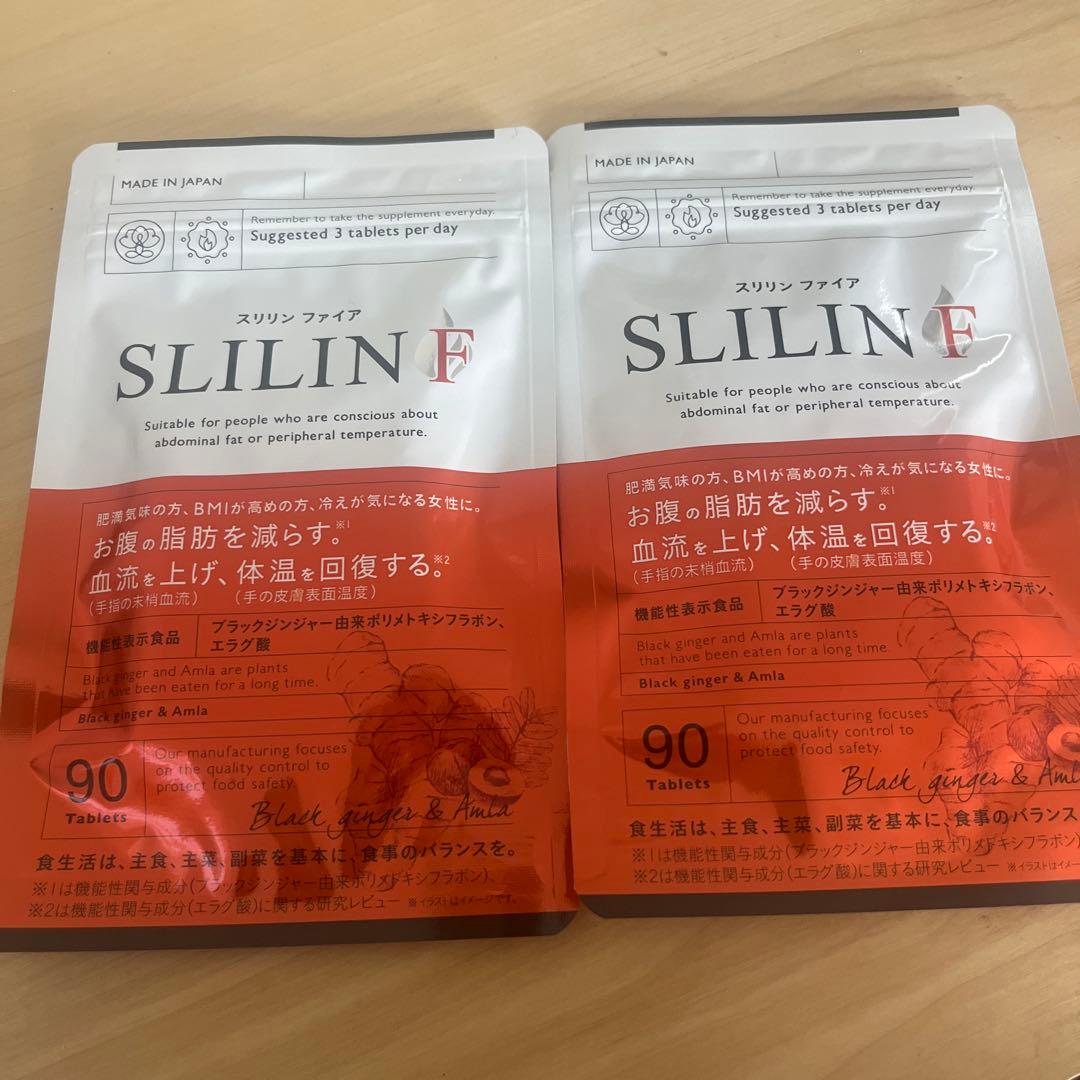 MADE IN JAPAN
Remember to take the supplement everyday.
Suggested 3 tablets per day
スリリン ファイア
SLILIN F
Suitable for people who are conscious about
abdominal fat or peripheral temperature.
肥満気味の方、BMIが高めの方、冷えが気になる女性に。
お腹の脂肪を減らす。※1
血流を上げ、体温を回復する。※2
(手指の末梢血流) (手の皮膚表面温度)
機能性表示食品
ブラックジンジャー由来ポリメトキシフラボン、
エラグ酸
Black ginger and Amla are plants
that have been eaten for a long time.
Black ginger & Amla
90
Tablets
Our manufacturing focuses
on the quality control to
protect food safety.
Black ginger & Amla
食生活は、主食、主菜、副菜を基本に、食事のバランスを。
※1は機能性関与成分(ブラックジンジャー由来ポリメトキシフラボン)、
※2は機能性関与成分(エラグ酸)に関する研究レビュー ※イラストはイメージです。
MADE IN JAPAN
Remember to take the supplement everyday.
Suggested 3 tablets per day
スリリン ファイア
SLILIN F
Suitable for people who are conscious about
abdominal fat or peripheral temperature.
肥満気味の方、BMIが高めの方、冷えが気になる女性に。
お腹の脂肪を減らす。※1
血流を上げ、体温を回復する。※2
(手指の末梢血流) (手の皮膚表面温度)
機能性表示食品
ブラックジンジャー由来ポリメトキシフラボン、
エラグ酸
Black ginger and Amla are plants
that have been eaten for a long time.
Black ginger & Amla
90
Tablets
Our manufacturing focuses
on the quality control to
protect food safety.
Black ginger & Aml
食生活は、主食、主菜、副菜を基本に、食事のバランス
※1は機能性関与成分(ブラックジンジャー由来ポリメトキシフラボン)
※2は機能性関与成分(エラグ酸)に関する研究レビュー ※イラストはイメー